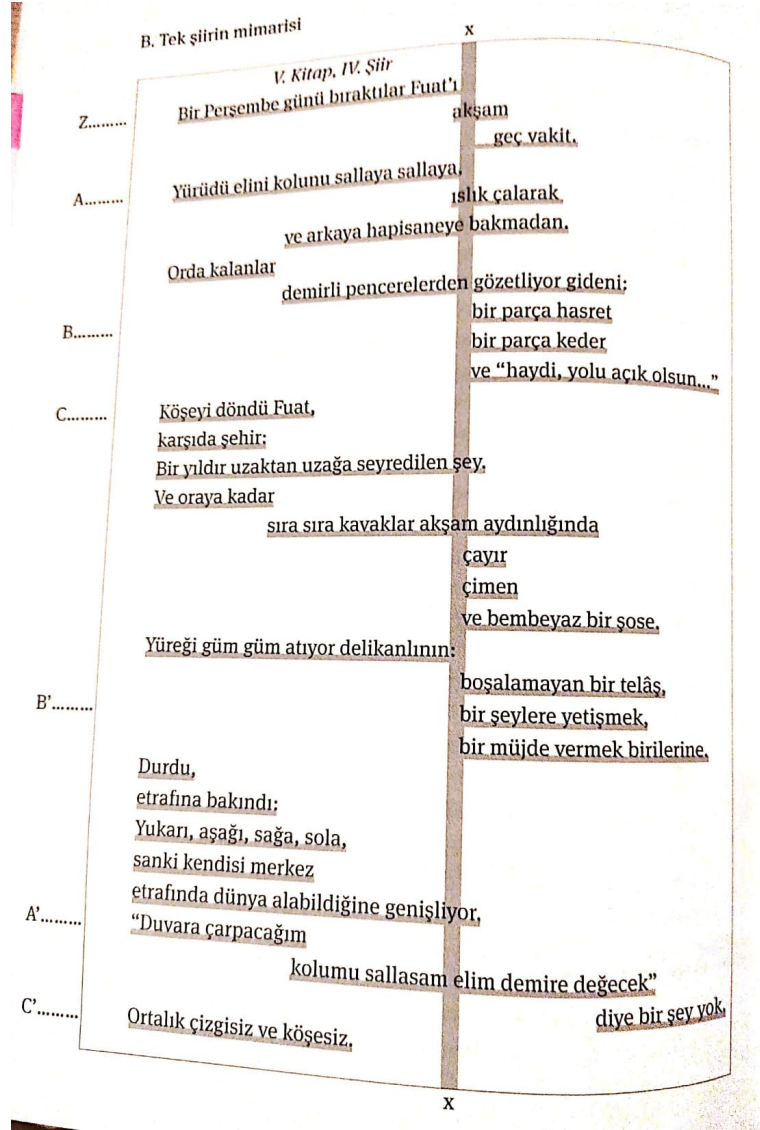 B. Tek şiirin mimarisi
x
V. Kitap, IV. Şiir
Z.........
Bir Perşembe günü bıraktılar Fuat'ı
akşam
geç vakit.
A.........
Yürüdü elini kolunu sallaya sallaya,
ıslık çalarak
ve arkaya hapisaneye bakmadan.
Orda kalanlar
demirli pencerelerden gözetliyor gideni:
B.........
bir parça hasret
bir parça keder
ve “haydi, yolu açık olsun...”
C.........
Köşeyi döndü Fuat,
karşıda şehir:
Bir yıldır uzaktan uzağa seyredilen şey.
Ve oraya kadar
sıra sıra kavaklar akşam aydınlığında
çayır
çimen
ve bembeyaz bir şose.
Yüreği güm güm atıyor delikanlının:
B'.........
boşalamayan bir telâş,
bir şeylere yetişmek,
bir müjde vermek birilerine.
Durdu,
etrafına bakındı:
Yukarı, aşağı, sağa, sola,
sanki kendisi merkez
etrafında dünya alabildiğine genişliyor.
A'.........
“Duvara çarpacağım
kolumu sallasam elim demire değecek”
diye bir şey yok.
C'.........
Ortalık çizgisiz ve köşesiz.
x